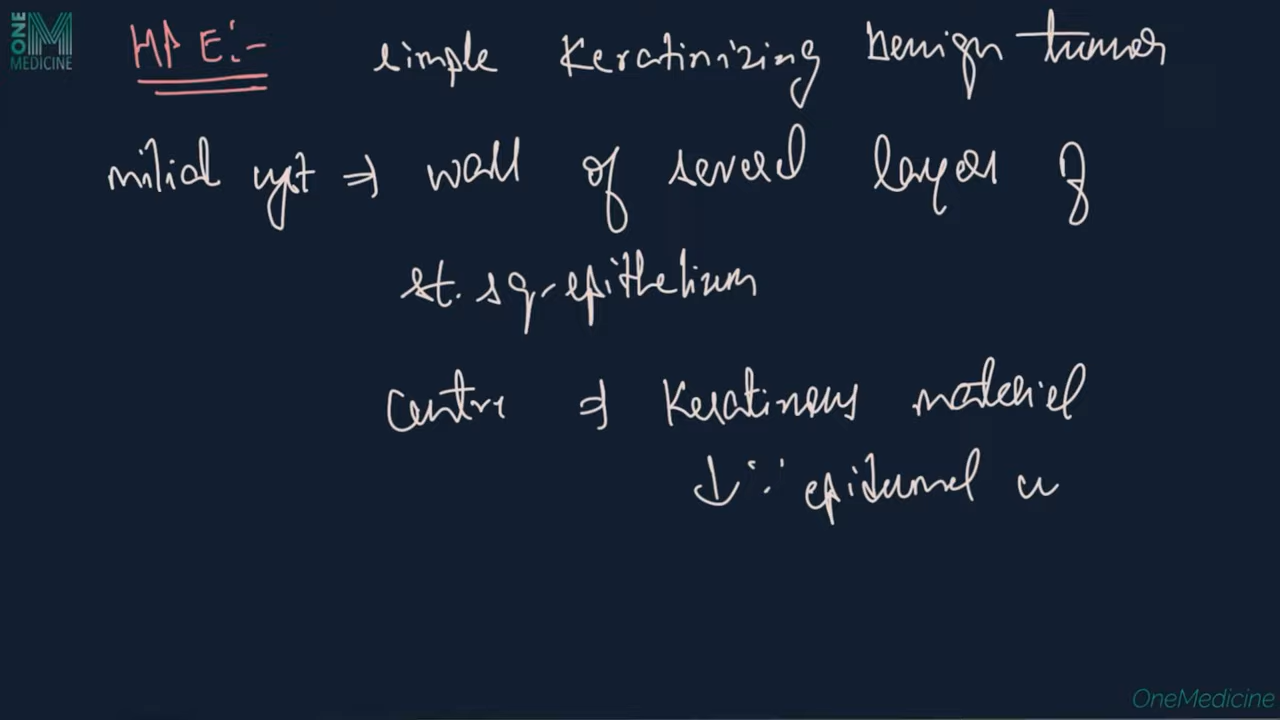 ONE MEDICINE
HPE:- simple Keratinizing benign tumor
milial cyst ⇒ wall of several layers of
st. sq. epithelium
centre ⇒ Keratinous material
↓ ∵ epidermal
OneMedicine